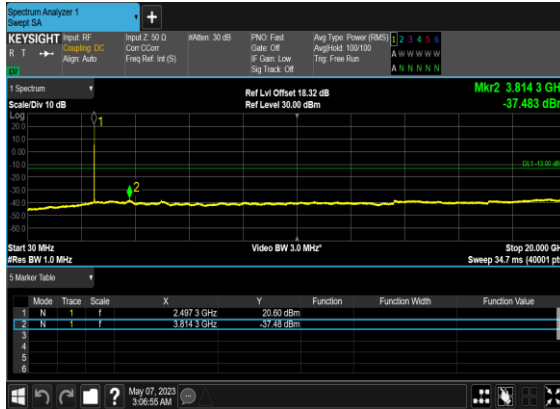 Spectrum Analyzer 1
Swept SA
+
KEYSIGHT
R T
LU
Input: RF
Coupling: DC
Align: Auto
Input Z: 50 Ω
Corr CCorr
Freq Ref: Int (S)
#Atten: 30 dB
PNO: Fast
Gate: Off
IF Gain: Low
Sig Track: Off
Avg Type: Power (RMS)
Avg|Hold: 100/100
Trig: Free Run
1 2 3 4 5 6
A W W W W W
A N N N N N
1 Spectrum
Scale/Div 10 dB
Log
Ref Lvl Offset 18.32 dB
Ref Level 30.00 dBm
Mkr2 3.814 3 GH
-37.483 dBm
20.0
10.0
0.00
-10.0
-20.0
-30.0
-40.0
-50.0
-60.0
1
2
DL1 -13.00 dB
Start 30 MHz
#Res BW 1.0 MHz
Video BW 3.0 MHz*
Stop 20.000 GH
Sweep 34.7 ms (40001 pt
5 Marker Table
Mode Trace Scale X Y Function Function Width Function Value
1 N 1 f 2.497 3 GHz 20.60 dBm
2 N 1 f 3.814 3 GHz -37.48 dBm
3
4
5
6
?
May 07, 2023
3:06:55 AM